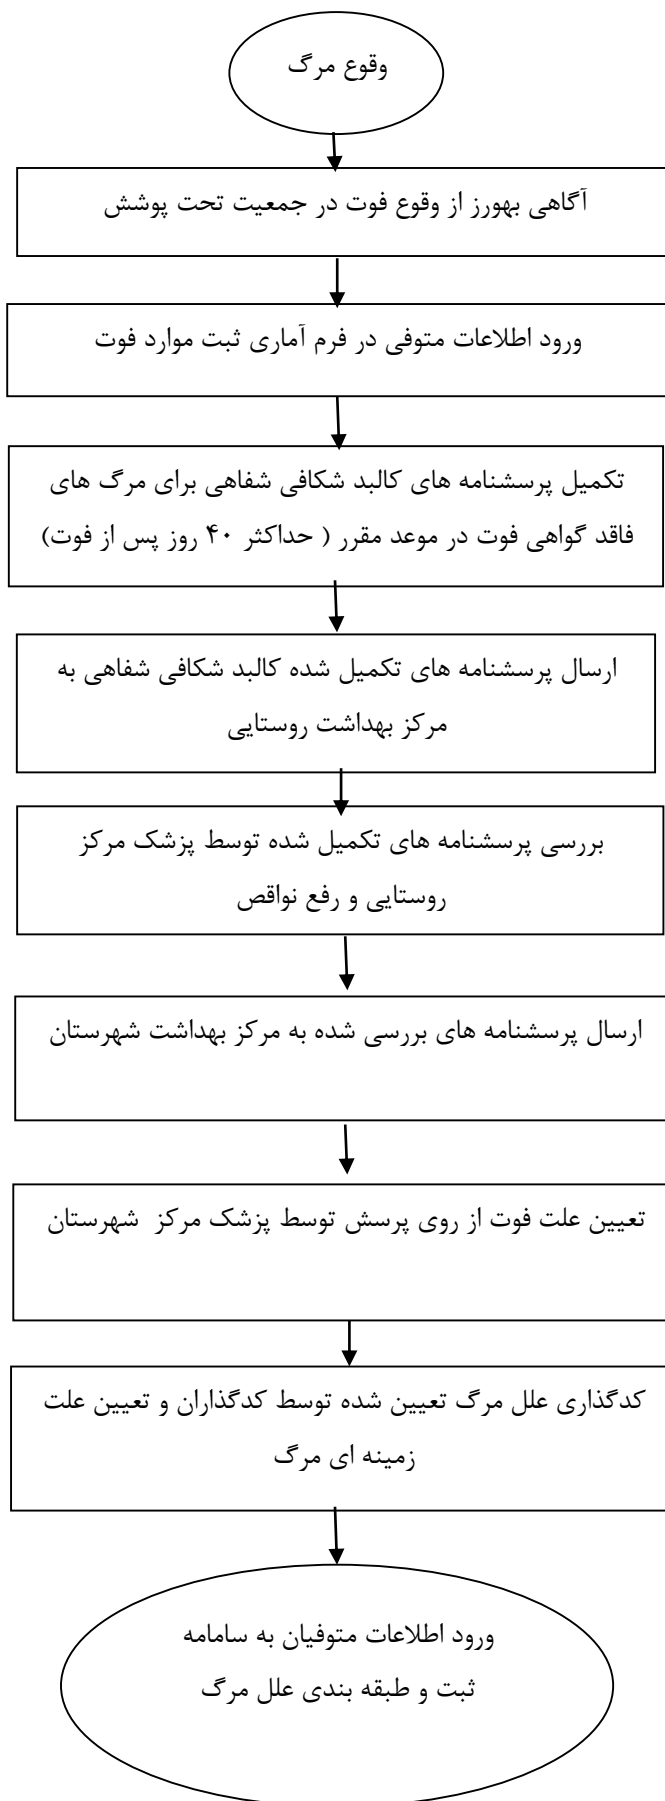 وقوع مرگ
آگاهی بهورز از وقوع فوت در جمعیت تحت پوشش
ورود اطلاعات متوفی در فرم آماری ثبت موارد فوت
تکمیل پرسشنامه های کالبد شکافی شفاهی برای مرگ های
فاقد گواهی فوت در موعد مقرر ( حداکثر ۴۰ روز پس از فوت)
ارسال پرسشنامه های تکمیل شده کالبد شکافی شفاهی به
مرکز بهداشت روستایی
بررسی پرسشنامه های تکمیل شده توسط پزشک مرکز
روستایی و رفع نواقص
ارسال پرسشنامه های بررسی شده به مرکز بهداشت شهرستان
تعیین علت فوت از روی پرسش توسط پزشک مرکز شهرستان
کدگذاری علل مرگ تعیین شده توسط کدگذاران و تعیین علت
زمینه ای مرگ
ورود اطلاعات متوفیان به سامامه
ثبت و طبقه بندی علل مرگ